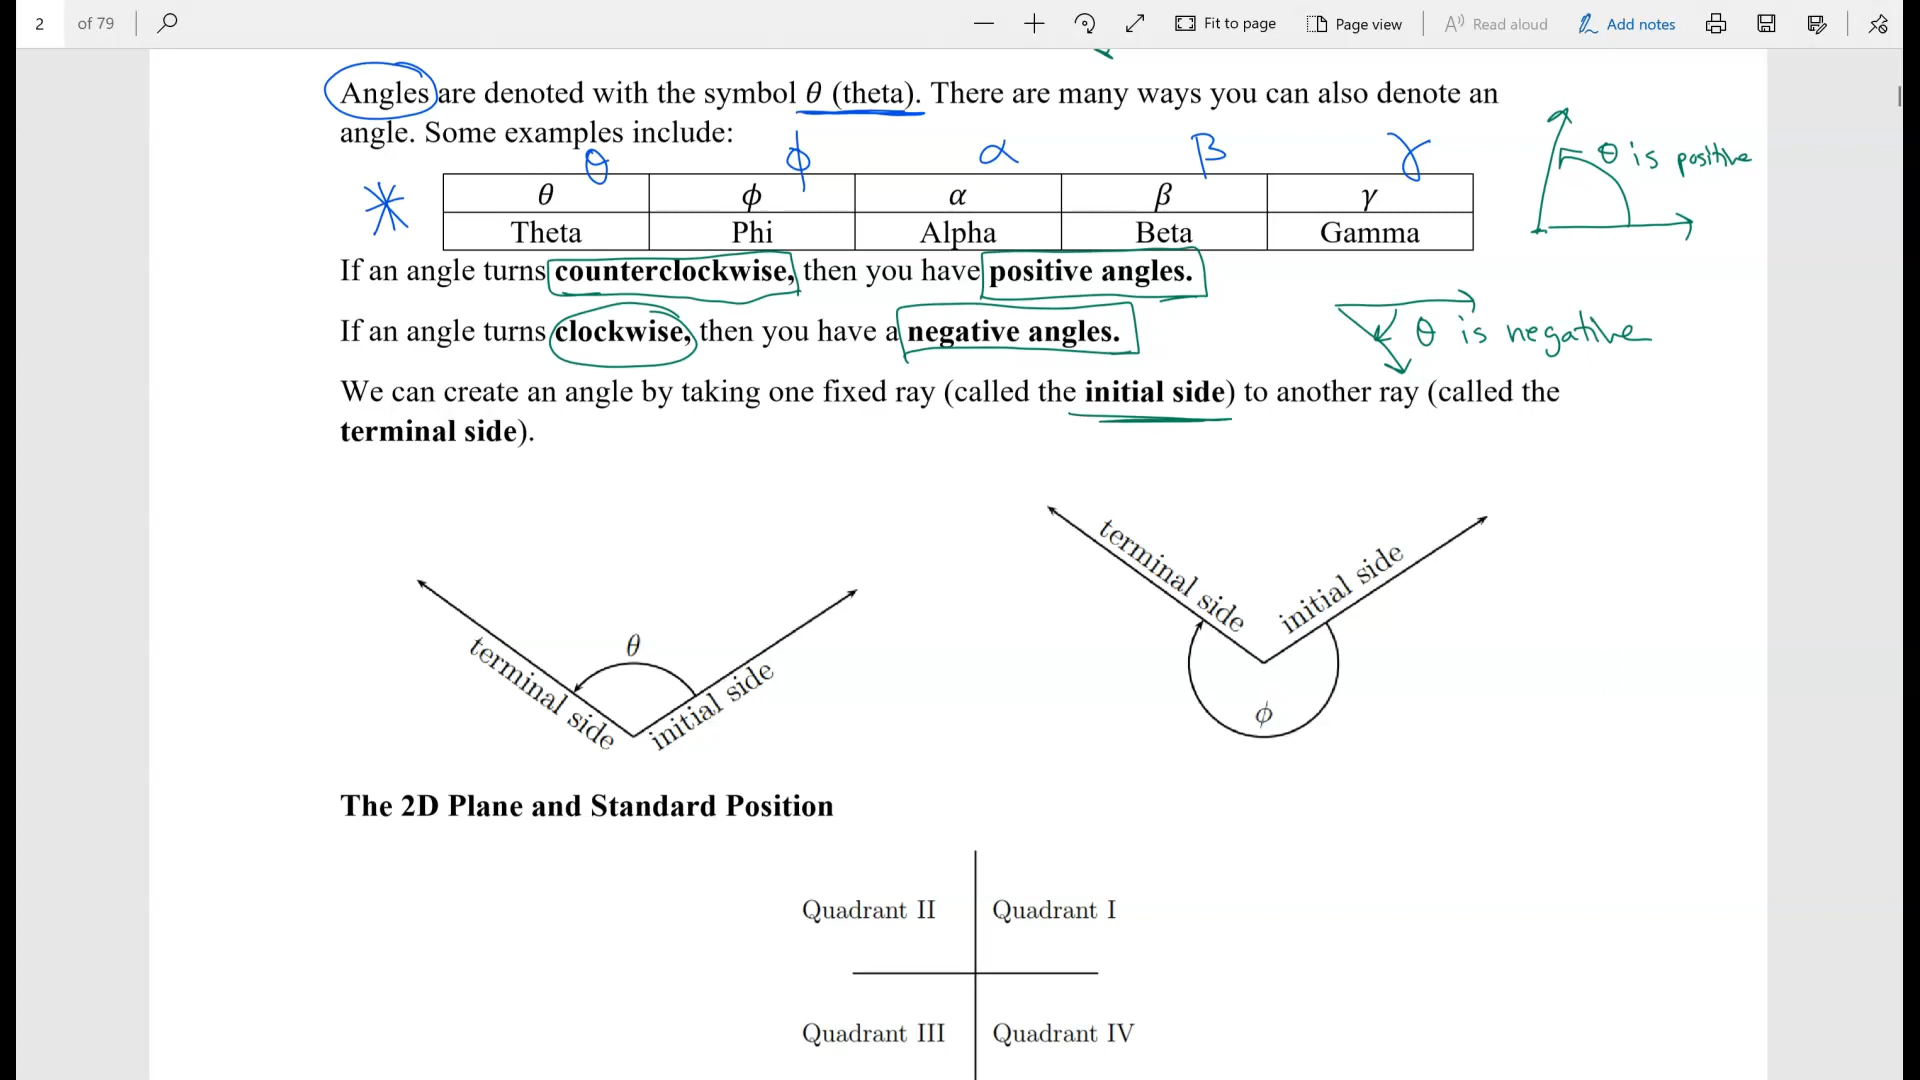 2 of 79 Fit to page Page view Read aloud Add notes
Angles are denoted with the symbol θ (theta). There are many ways you can also denote an
angle. Some examples include:
θ ϕ α β γ
θ is positive
θ ϕ α β γ
Theta Phi Alpha Beta Gamma
If an angle turns counterclockwise, then you have positive angles.
If an angle turns clockwise, then you have a negative angles.
θ is negative
We can create an angle by taking one fixed ray (called the initial side) to another ray (called the
terminal side).
terminal side
θ
initial side
terminal side
initial side
ϕ
The 2D Plane and Standard Position
Quadrant II Quadrant I
Quadrant III Quadrant IV